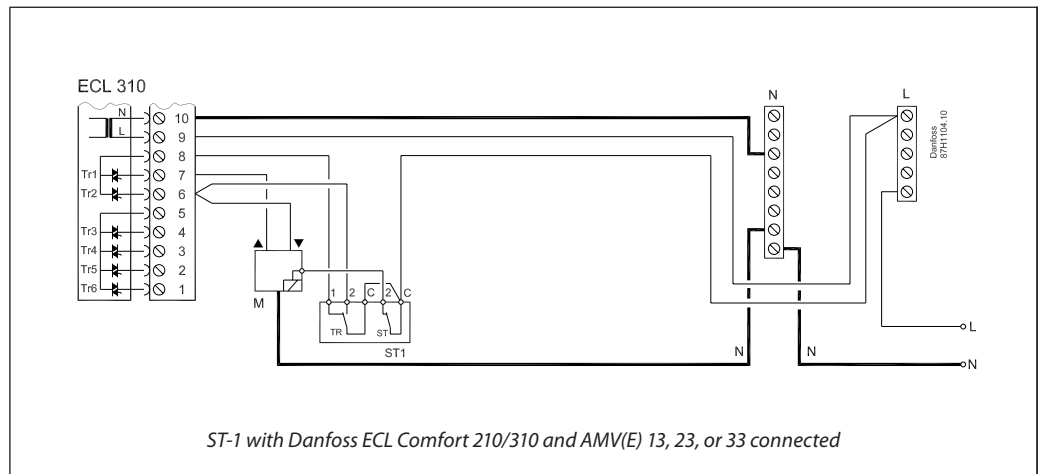 ECL 310
N
L
10
9
8
7
6
5
4
3
2
1
Tr1
Tr2
Tr3
Tr4
Tr5
Tr6
M
1 2 C 2 C
TR ST
ST1
N
L
Danfoss
87H1104.10
N N
L
N
ST-1 with Danfoss ECL Comfort 210/310 and AMV(E) 13, 23, or 33 connected